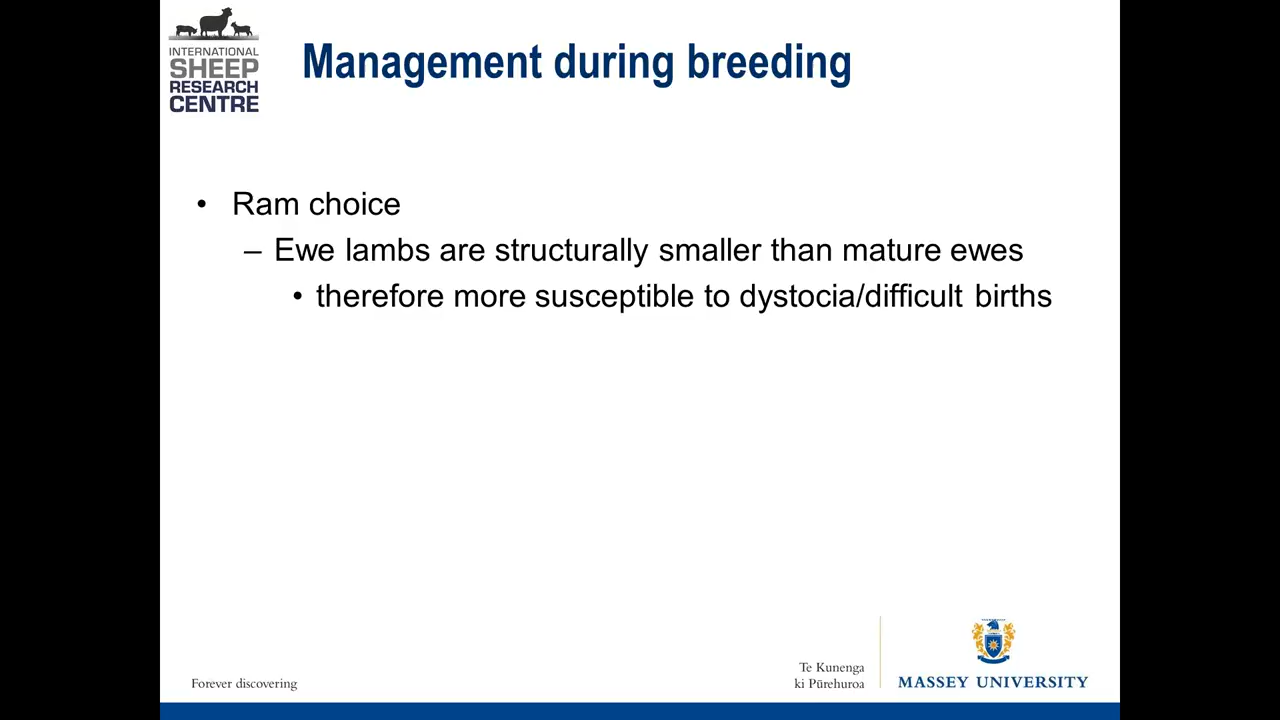 INTERNATIONAL
SHEEP
RESEARCH
CENTRE
Management during breeding
• Ram choice
– Ewe lambs are structurally smaller than mature ewes
• therefore more susceptible to dystocia/difficult births
Forever discovering
Te Kunenga
ki Pūrehuroa
MASSEY UNIVERSITY